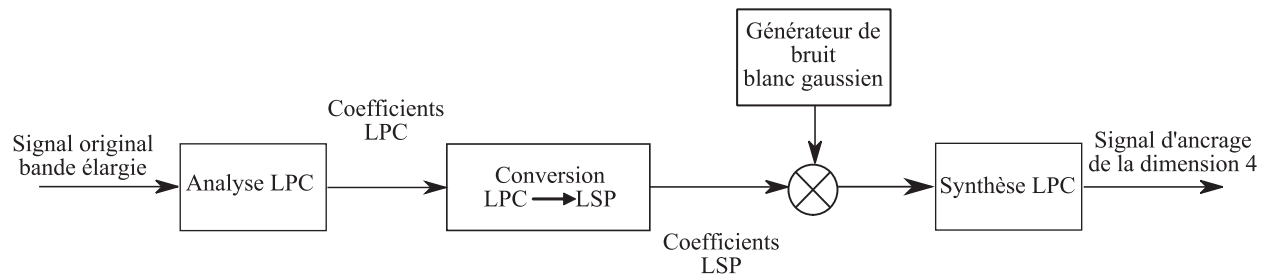 Générateur de
bruit
blanc gaussien
Coefficients
LPC
Signal original
bande élargie
Analyse LPC
Conversion
LPC → LSP
Coefficients
LSP
Synthèse LPC
Signal d'ancrage
de la dimension 4